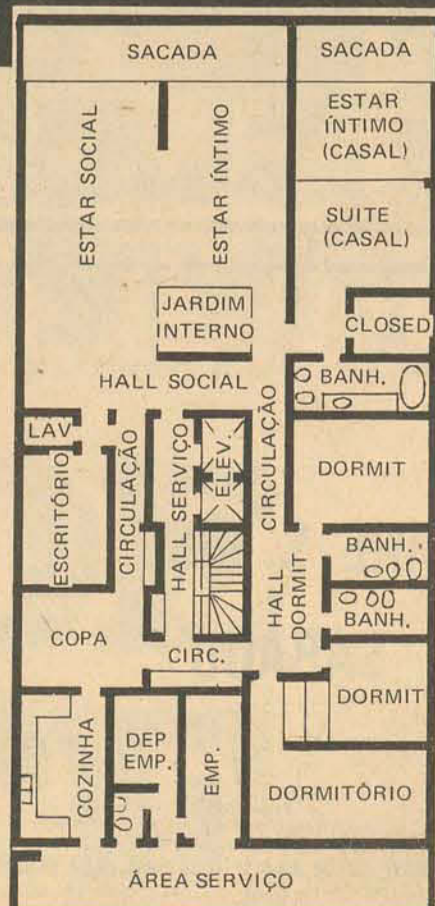 SACADA
SACADA
ESTAR SOCIAL
ESTAR ÍNTIMO
ESTAR
ÍNTIMO
(CASAL)
SUITE
(CASAL)
JARDIM
INTERNO
CLOSED
HALL SOCIAL
BANH.
LAV
CIRCULAÇÃO
HALL SERVIÇO
ELEV.
CIRCULAÇÃO
DORMIT
ESCRITÓRIO
BANH.
HALL
DORMIT
BANH.
COPA
CIRC.
DORMIT
COZINHA
DEP
EMP.
EMP.
DORMITÓRIO
ÁREA SERVIÇO